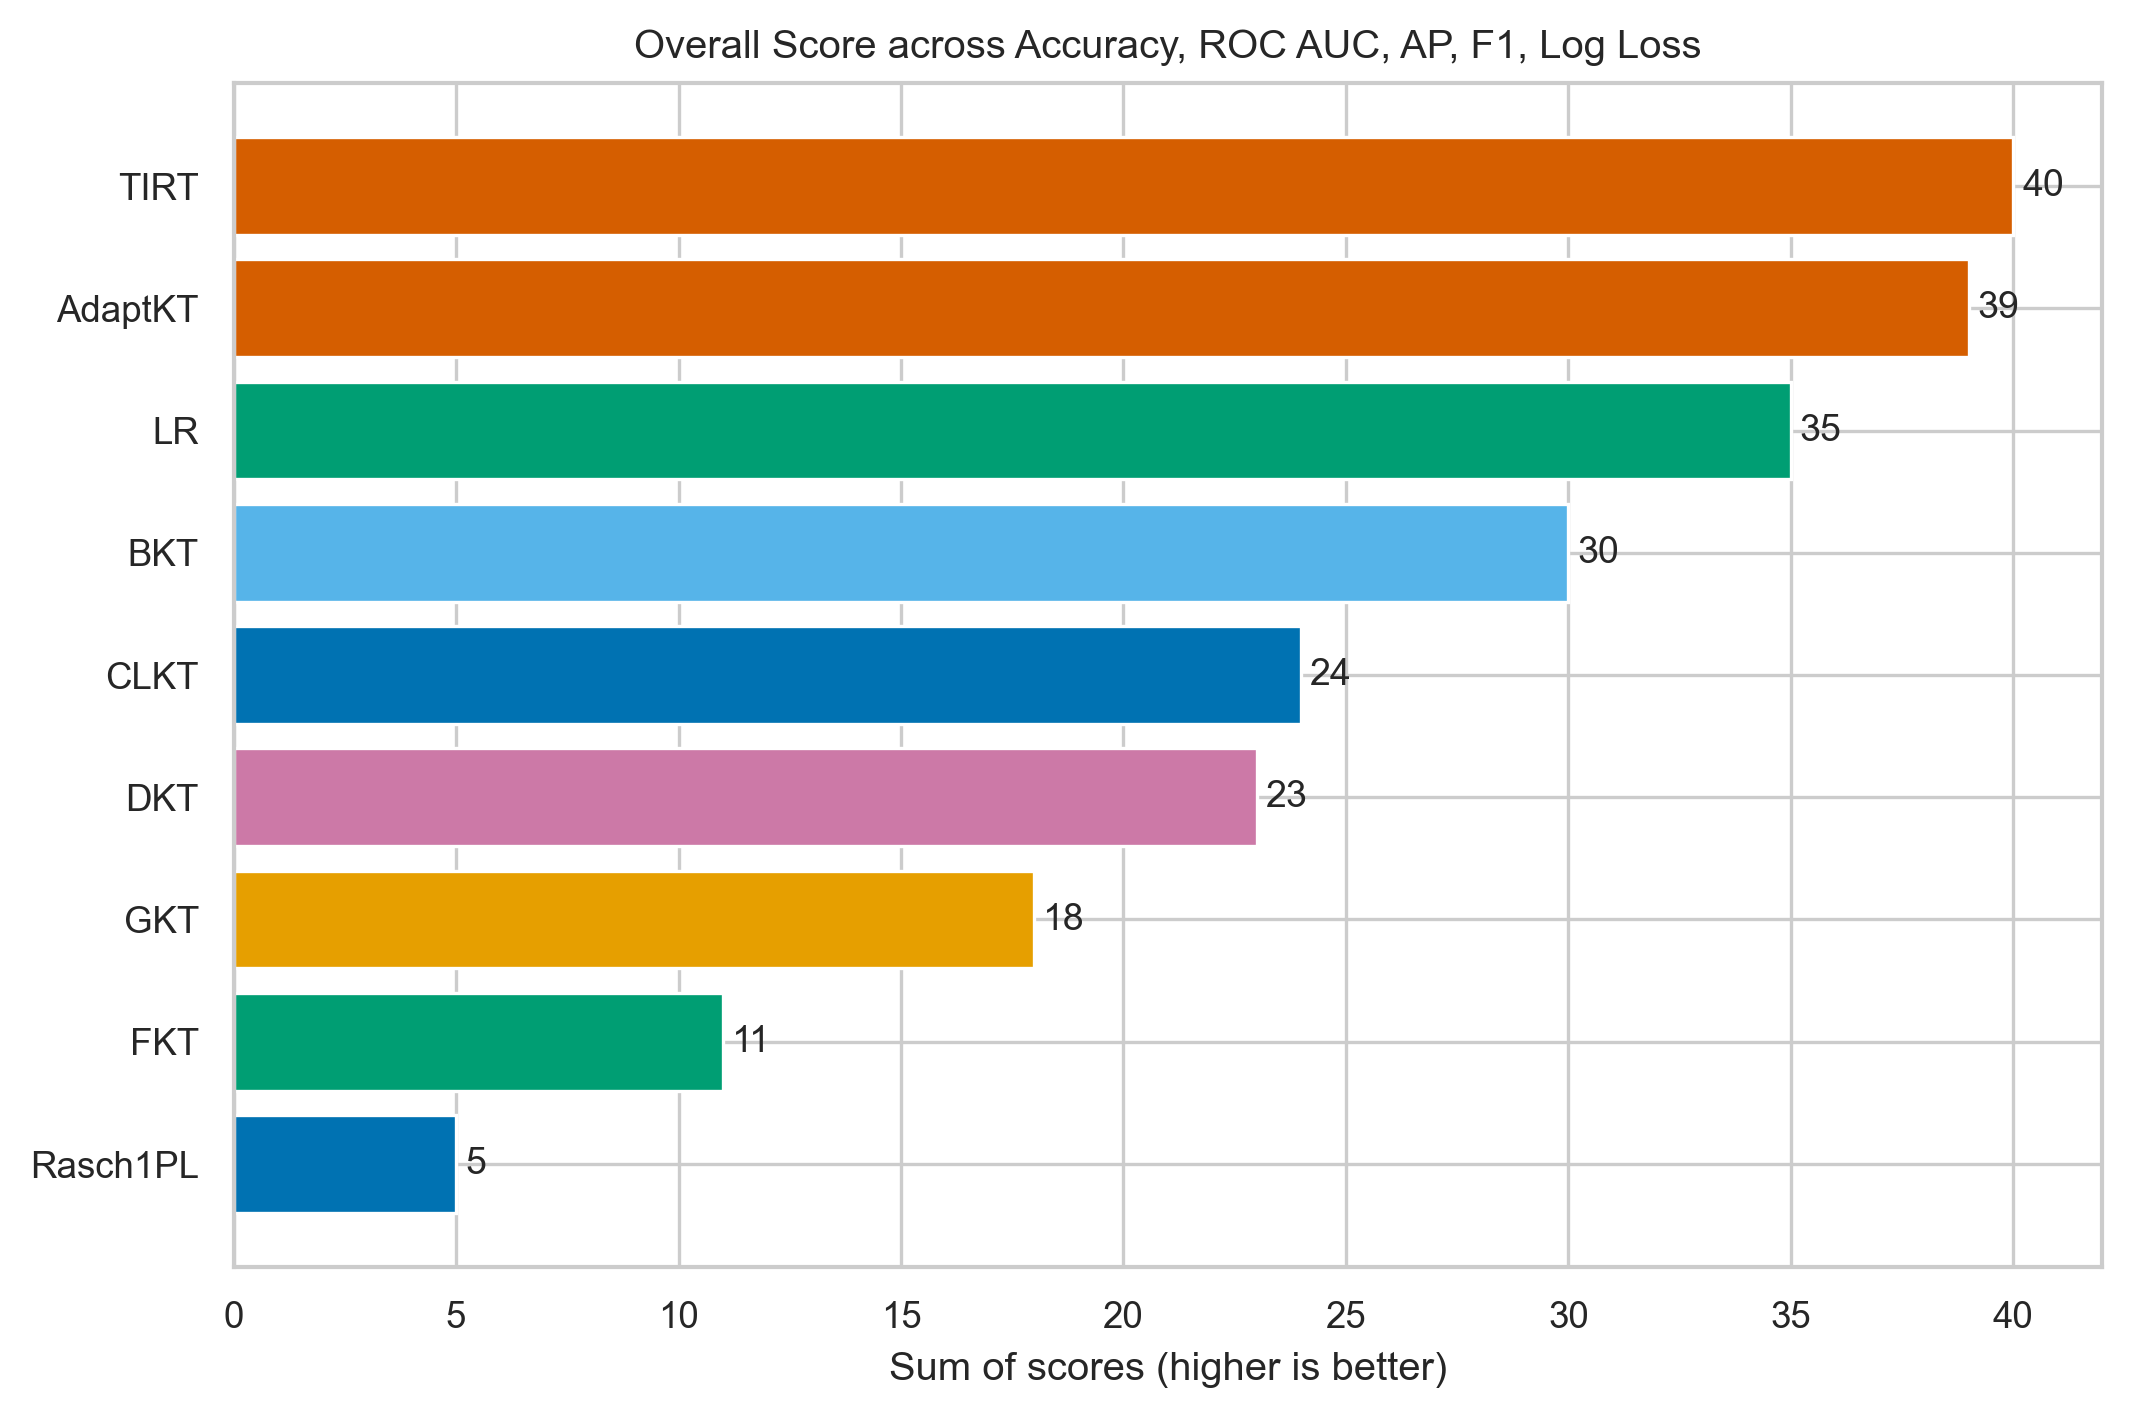 Overall Score across Accuracy, ROC AUC, AP, F1, Log Loss
TIRT 40
AdaptKT 39
LR 35
BKT 30
CLKT 24
DKT 23
GKT 18
FKT 11
Rasch1PL 5
0 5 10 15 20 25 30 35 40
Sum of scores (higher is better)